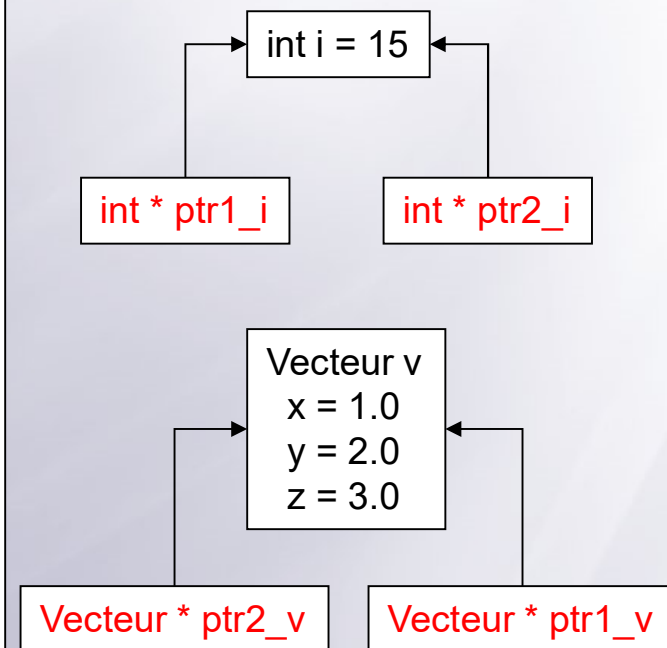 int i = 15
int * ptr1_i
int * ptr2_i
Vecteur v
x = 1.0
y = 2.0
z = 3.0
Vecteur * ptr2_v
Vecteur * ptr1_v